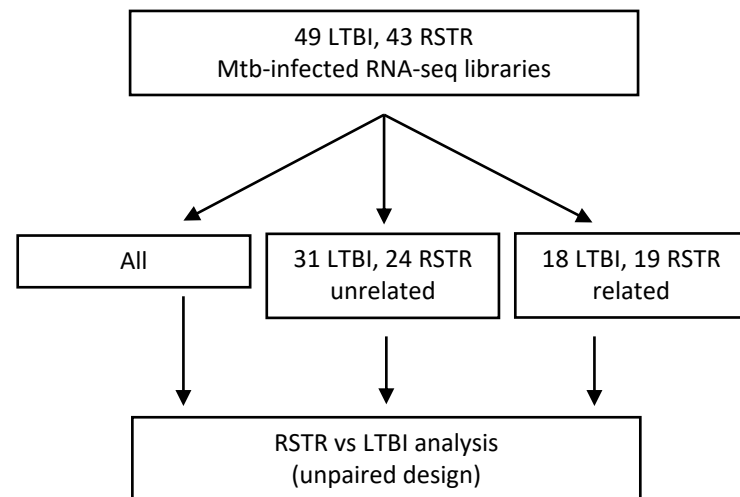 49 LTBI, 43 RSTR
Mtb-infected RNA-seq libraries
All
31 LTBI, 24 RSTR
unrelated
18 LTBI, 19 RSTR
related
RSTR vs LTBI analysis
(unpaired design)